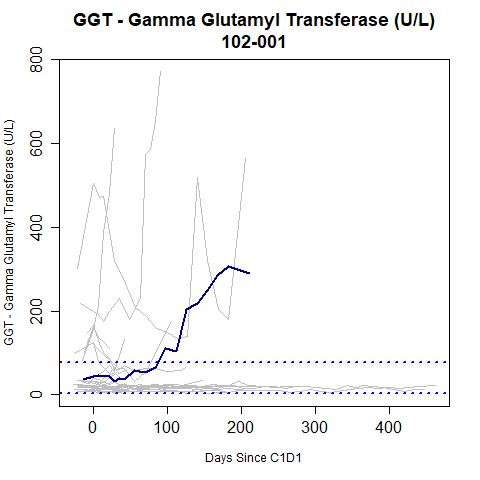 GGT - Gamma Glutamyl Transferase (U/L)
102-001
GGT - Gamma Glutamyl Transferase (U/L)
800
600
400
200
0
0 100 200 300 400
Days Since C1D1